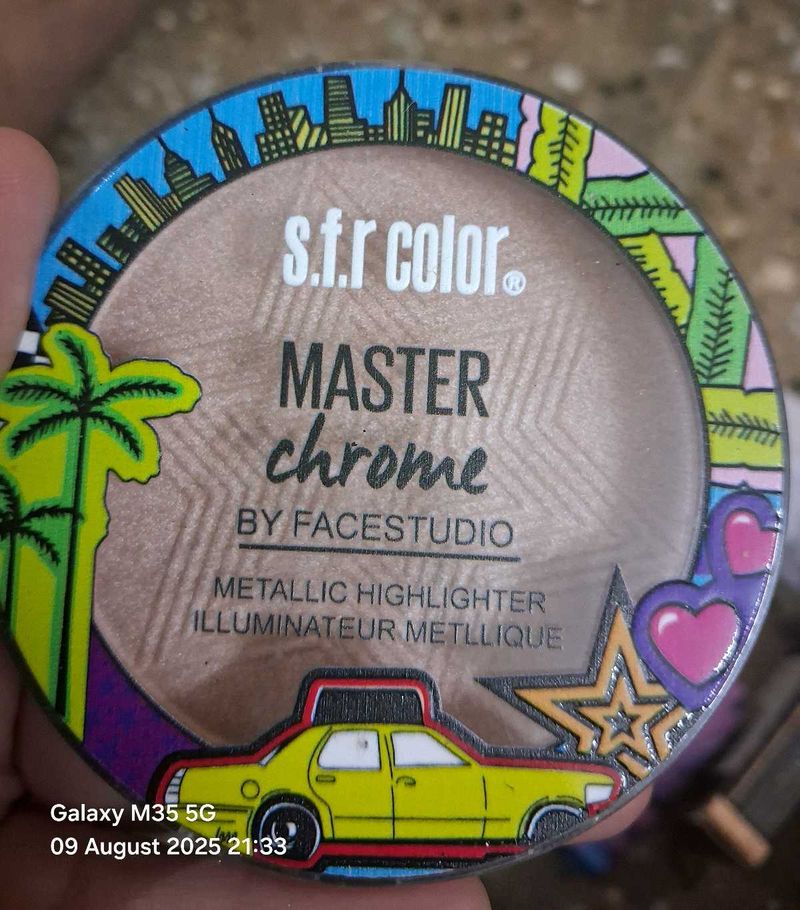 s.f.r color®
MASTER
chrome
BY FACESTUDIO
METALLIC HIGHLIGHTER
ILLUMINATEUR METLLIQUE
Galaxy M35 5G
09 August 2025 21:33